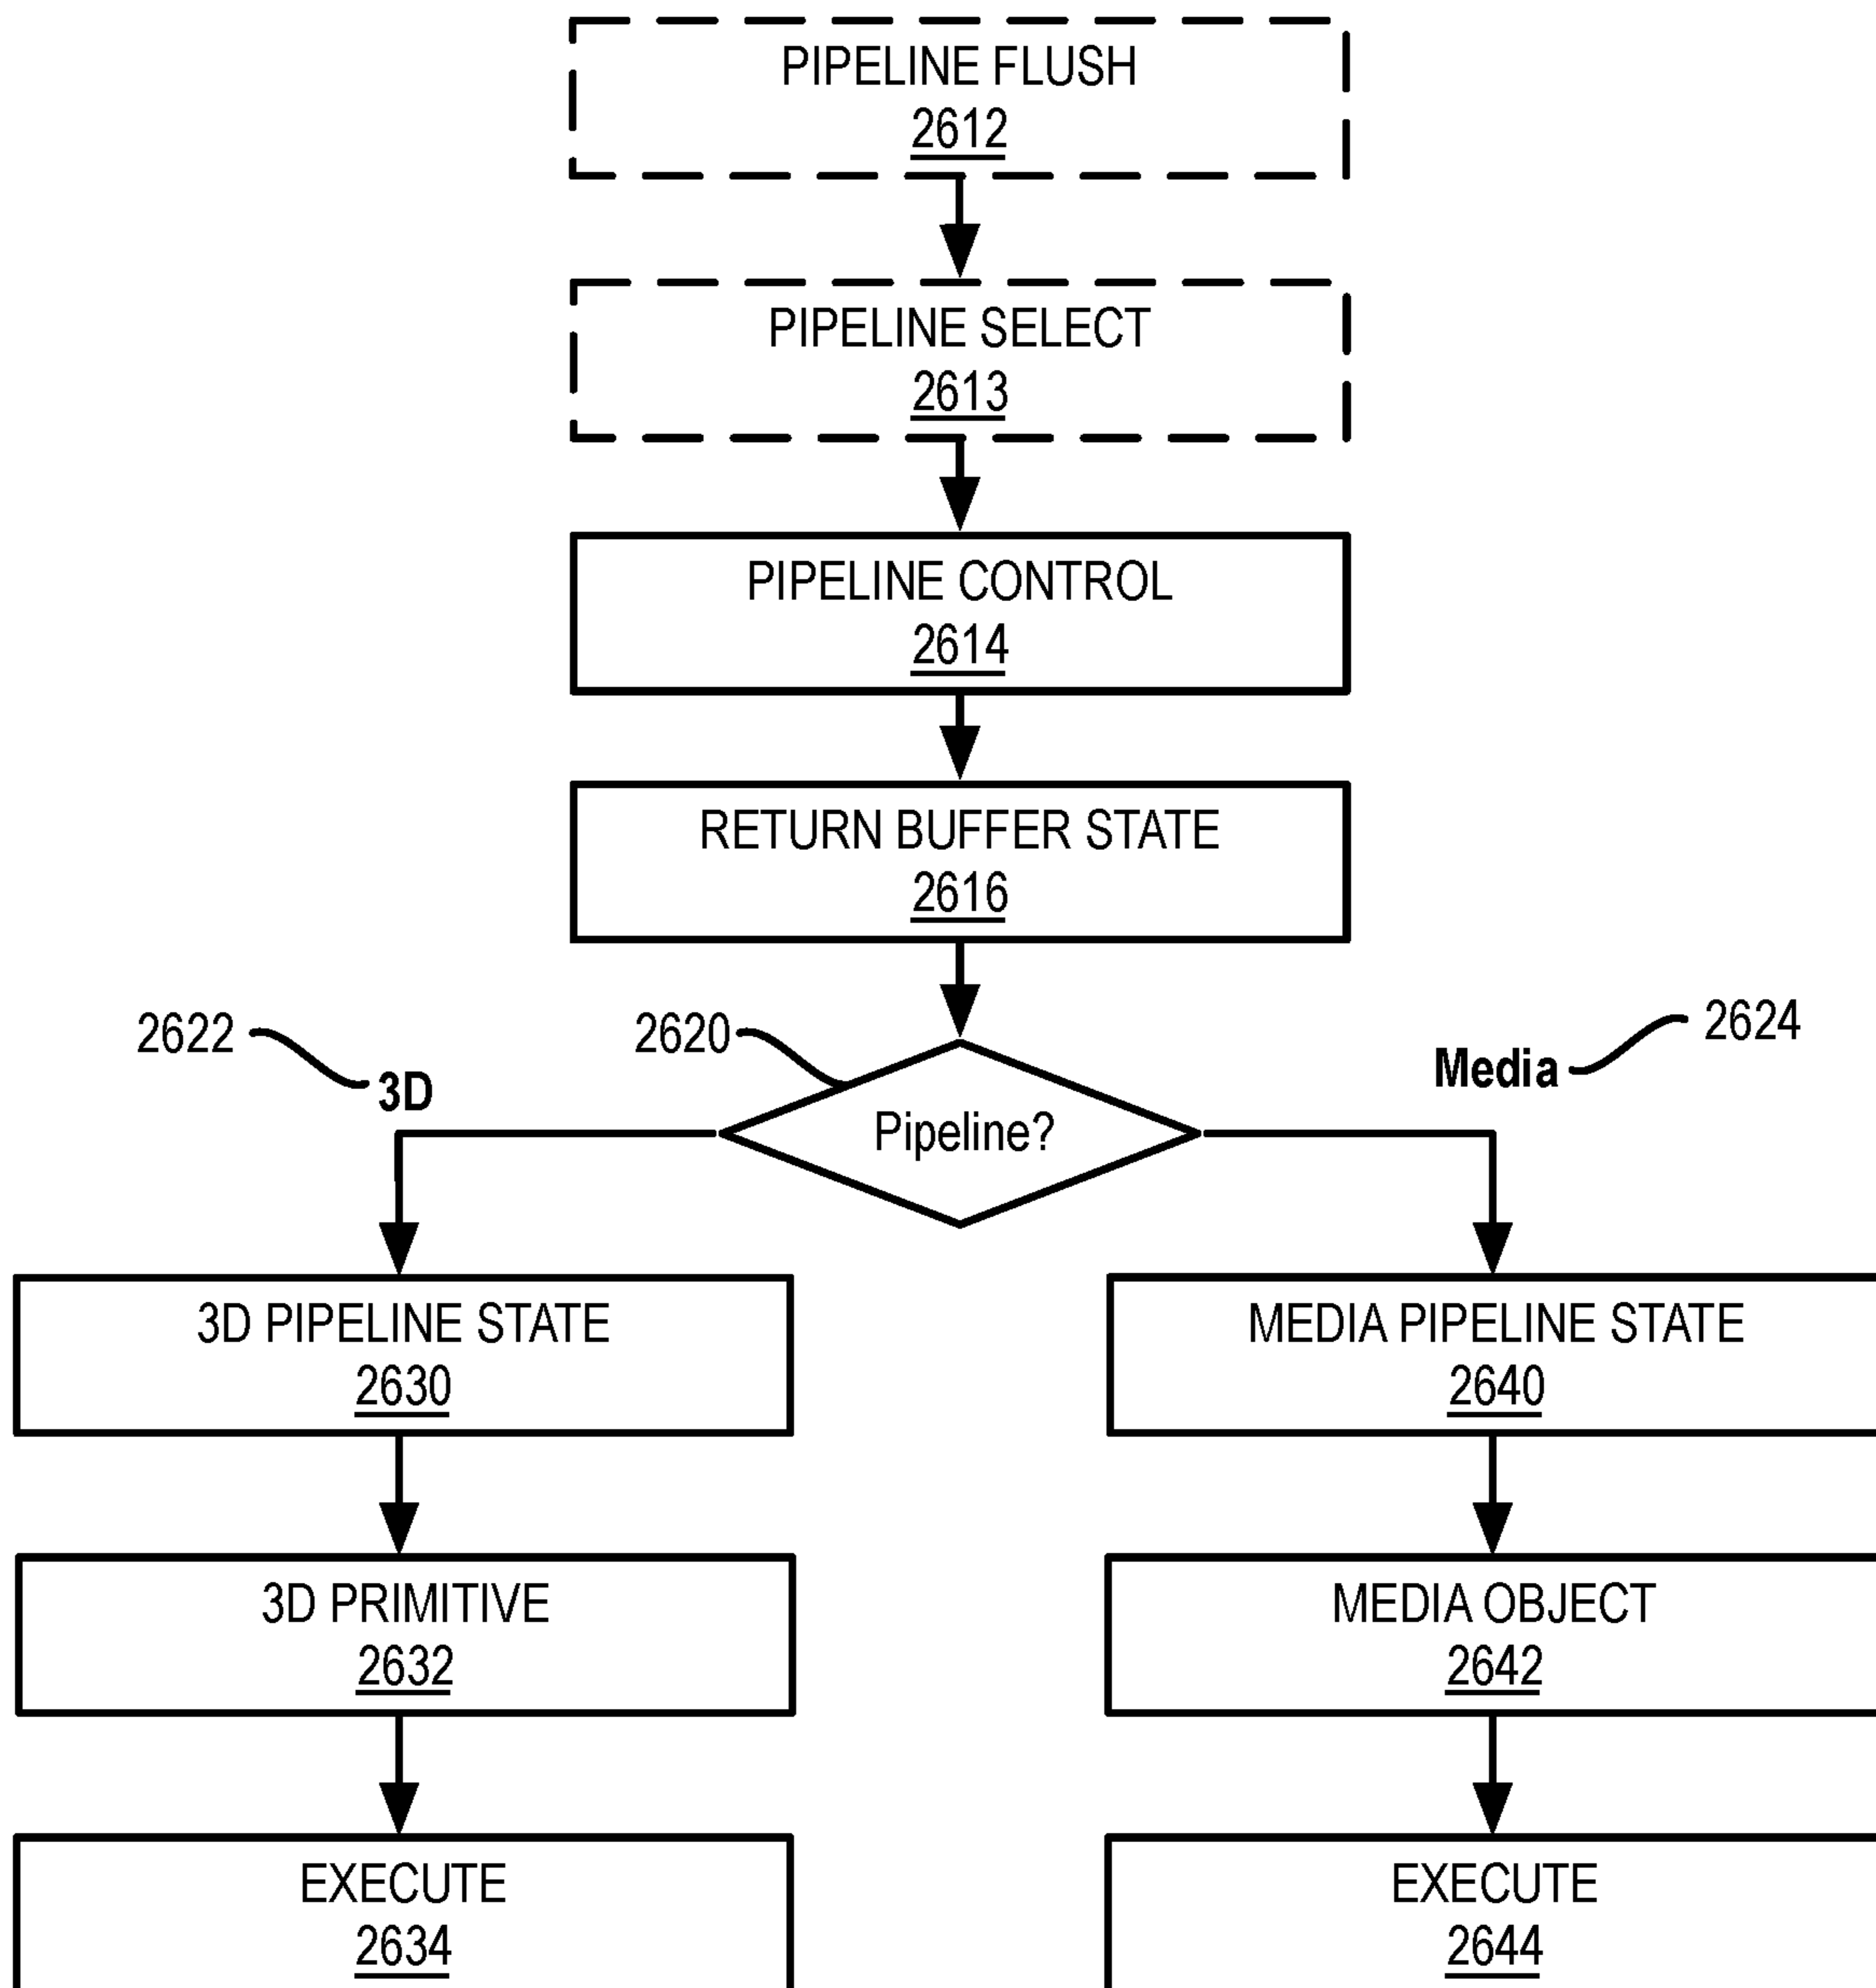 PIPELINE FLUSH
2612
PIPELINE SELECT
2613
PIPELINE CONTROL
2614
RETURN BUFFER STATE
2616
2622
3D
2620
Pipeline?
Media
2624
3D PIPELINE STATE
2630
MEDIA PIPELINE STATE
2640
3D PRIMITIVE
2632
MEDIA OBJECT
2642
EXECUTE
2634
EXECUTE
2644